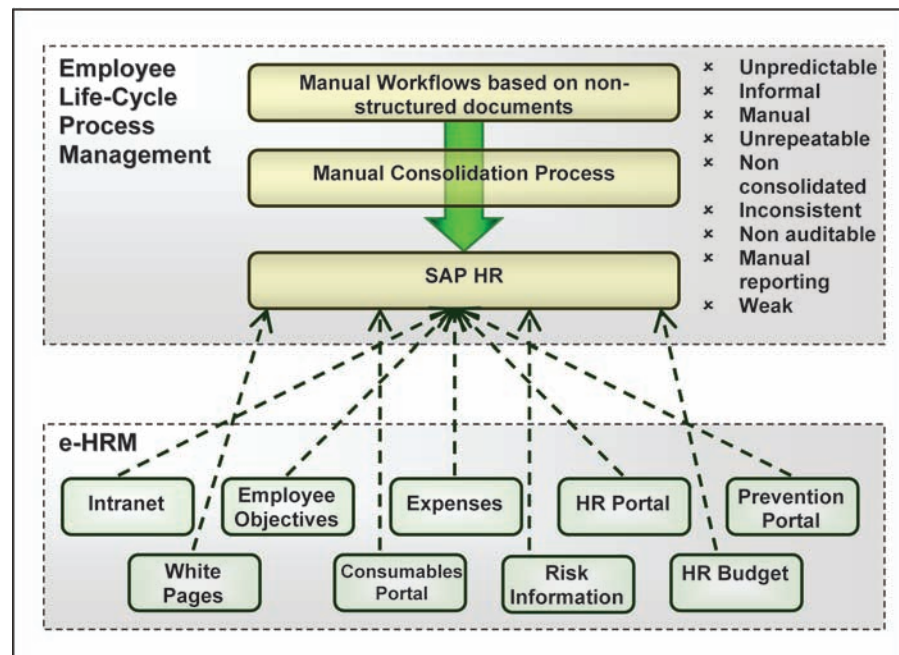 Employee
Life-Cycle
Process
Management
Manual Workflows based on non-
structured documents
Manual Consolidation Process
SAP HR
× Unpredictable
× Informal
× Manual
× Unrepeatable
× Non
consolidated
× Inconsistent
× Non auditable
× Manual
reporting
× Weak
e-HRM
Intranet
Employee
Objectives
Expenses
HR Portal
Prevention
Portal
White
Pages
Consumables
Portal
Risk
Information
HR Budget